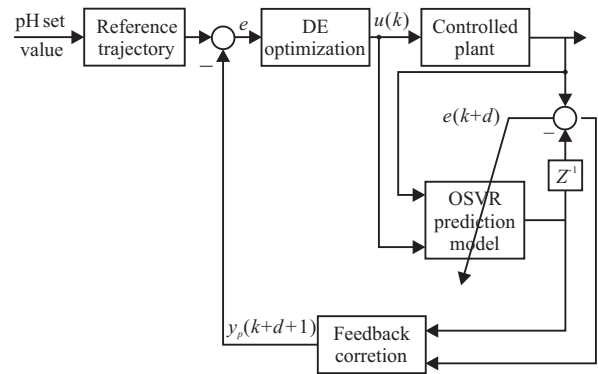 pH set
value
Reference
trajectory
−
e
DE
optimization
u(k)
Controlled
plant
e(k+d)
−
Z⁻¹
OSVR
prediction
model
yₚ(k+d+1)
Feedback
corretion